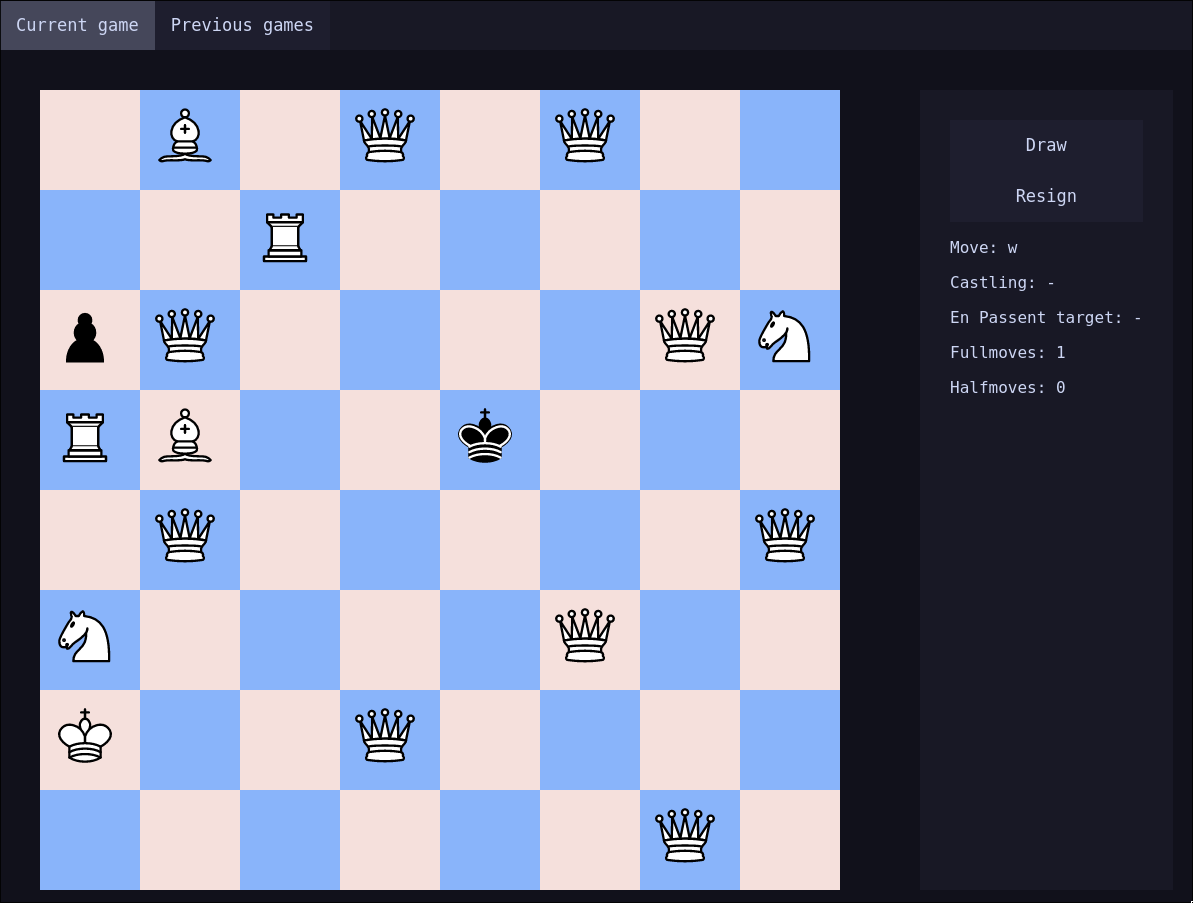 Current game
Previous games
Draw
Resign
Move: w
Castling: -
En Passent target: -
Fullmoves: 1
Halfmoves: 0